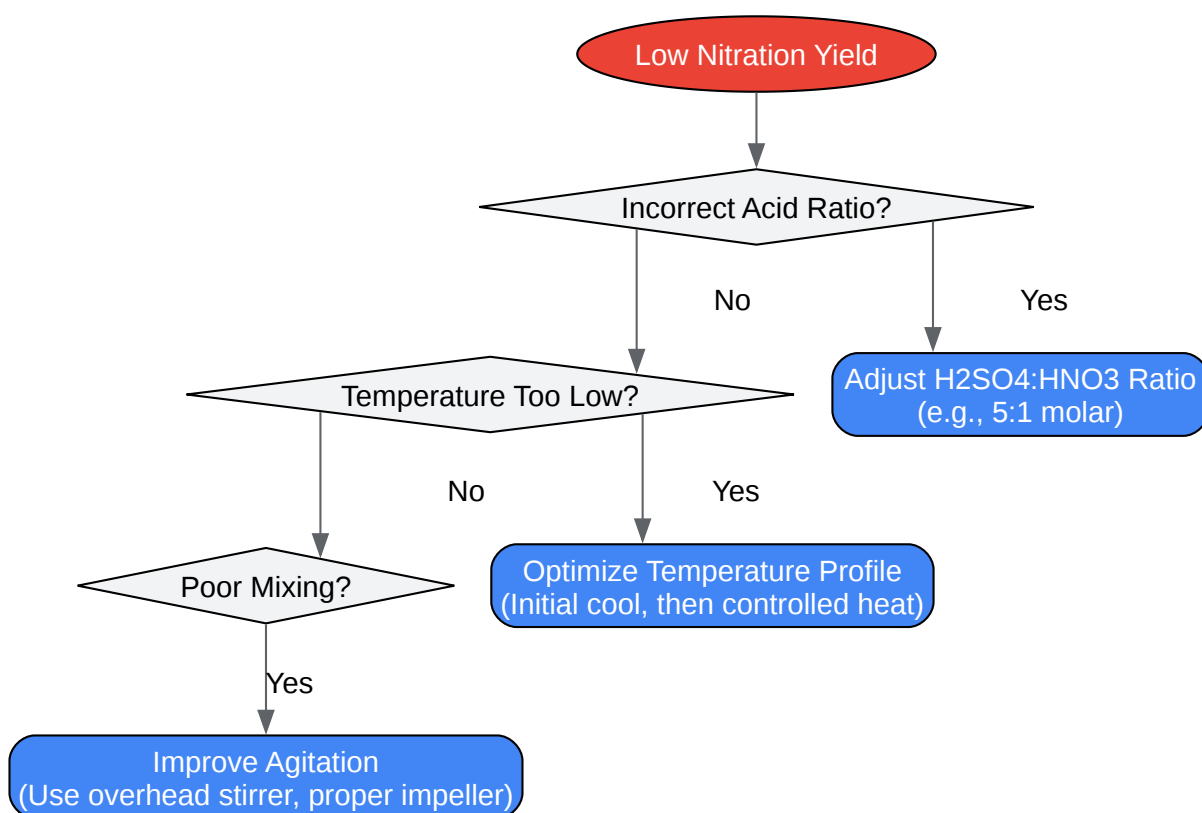 Low Nitration Yield
Incorrect Acid Ratio?
No
Yes
Adjust H2SO4:HNO3 Ratio
(e.g., 5:1 molar)
Temperature Too Low?
No
Yes
Optimize Temperature Profile
(Initial cool, then controlled heat)
Poor Mixing?
Yes
Improve Agitation
(Use overhead stirrer, proper impeller)